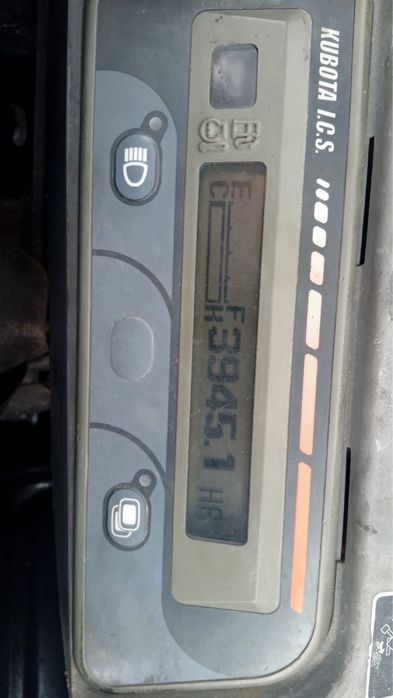 KUBOTA I.C.S.
E F
C H
3945.1 HR